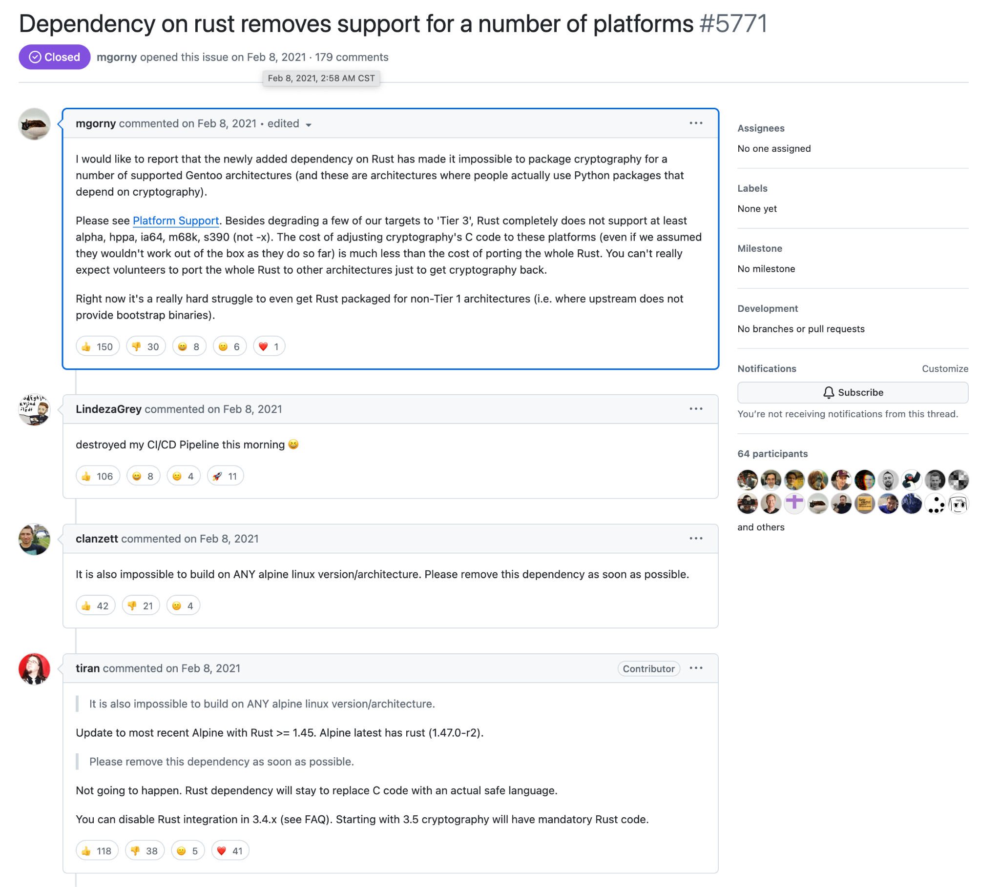 Dependency on rust removes support for a number of platforms #5771
Closed
mgorny opened this issue on Feb 8, 2021 · 179 comments
Feb 8, 2021, 2:58 AM CST
mgorny commented on Feb 8, 2021 • edited
I would like to report that the newly added dependency on Rust has made it impossible to package cryptography for a
number of supported Gentoo architectures (and these are architectures where people actually use Python packages that
depend on cryptography).
Please see Platform Support. Besides degrading a few of our targets to 'Tier 3', Rust completely does not support at least
alpha, hppa, ia64, m68k, s390 (not -x). The cost of adjusting cryptography's C code to these platforms (even if we assumed
they wouldn't work out of the box as they do so far) is much less than the cost of porting the whole Rust. You can't really
expect volunteers to port the whole Rust to other architectures just to get cryptography back.
Right now it's a really hard struggle to even get Rust packaged for non-Tier 1 architectures (i.e. where upstream does not
provide bootstrap binaries).
👍 150 👎 30 😄 8 😕 6 ❤️ 1
LindezaGrey commented on Feb 8, 2021
destroyed my CI/CD Pipeline this morning 😆
👍 106 😄 8 😕 4 🚀 11
clanzett commented on Feb 8, 2021
It is also impossible to build on ANY alpine linux version/architecture. Please remove this dependency as soon as possible.
👍 42 👎 21 😕 4
tiran commented on Feb 8, 2021
Contributor
It is also impossible to build on ANY alpine linux version/architecture.
Update to most recent Alpine with Rust >= 1.45. Alpine latest has rust (1.47.0-r2).
Please remove this dependency as soon as possible.
Not going to happen. Rust dependency will stay to replace C code with an actual safe language.
You can disable Rust integration in 3.4.x (see FAQ). Starting with 3.5 cryptography will have mandatory Rust code.
👍 118 👎 38 😕 5 ❤️ 41
Assignees
No one assigned
Labels
None yet
Milestone
No milestone
Development
No branches or pull requests
Notifications
Customize
Subscribe
You're not receiving notifications from this thread.
64 participants
and others